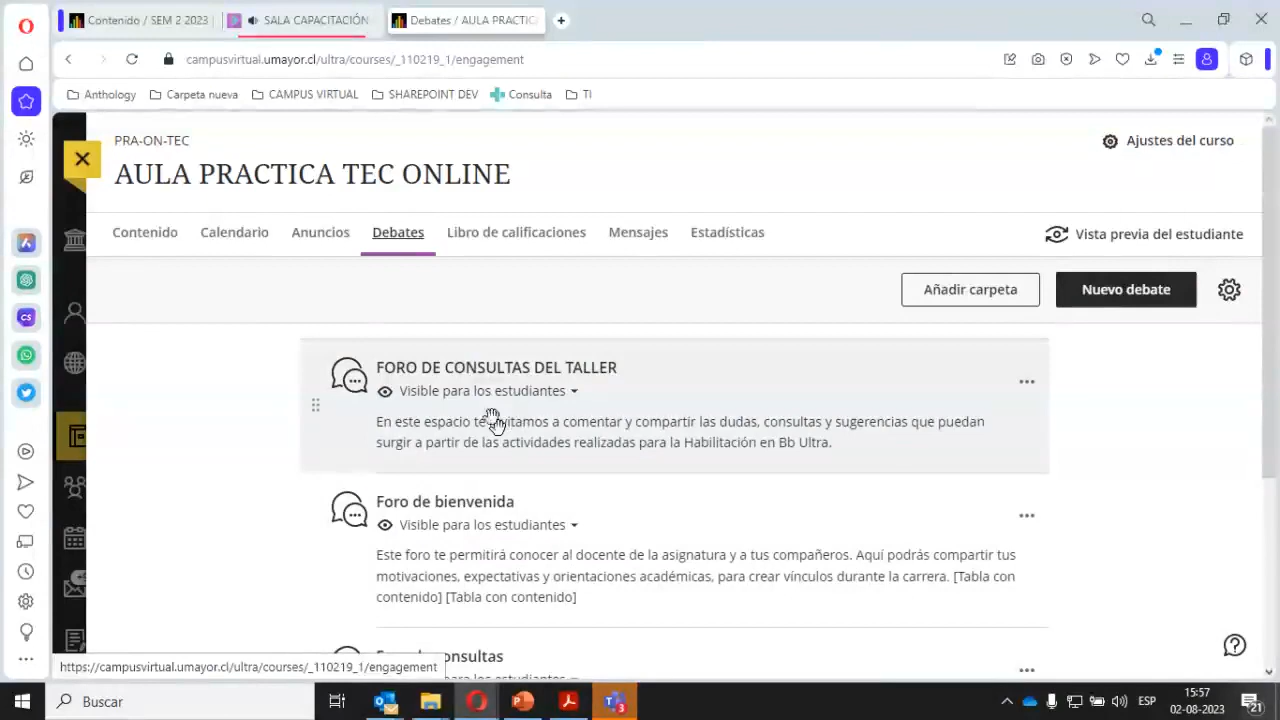 Contenido / SEM 2 2023
SALA CAPACITACIÓN
Debates / AULA PRACTIC
campusvirtual.umayor.cl/ultra/courses/_110219_1/engagement
Anthology
Carpeta nueva
CAMPUS VIRTUAL
SHAREPOINT DEV
Consulta
TI
PRA-ON-TEC
Ajustes del curso
AULA PRACTICA TEC ONLINE
Contenido
Calendario
Anuncios
Debates
Libro de calificaciones
Mensajes
Estadísticas
Vista previa del estudiante
Añadir carpeta
Nuevo debate
FORO DE CONSULTAS DEL TALLER
Visible para los estudiantes
En este espacio te invitamos a comentar y compartir las dudas, consultas y sugerencias que puedan
surgir a partir de las actividades realizadas para la Habilitación en Bb Ultra.
Foro de bienvenida
Visible para los estudiantes
Este foro te permitirá conocer al docente de la asignatura y a tus compañeros. Aquí podrás compartir tus
motivaciones, expectativas y orientaciones académicas, para crear vínculos durante la carrera. [Tabla con
contenido] [Tabla con contenido]
onsultas
https://campusvirtual.umayor.cl/ultra/courses/_110219_1/engagement
CS
Buscar
ESP
15:57
02-08-2023
21